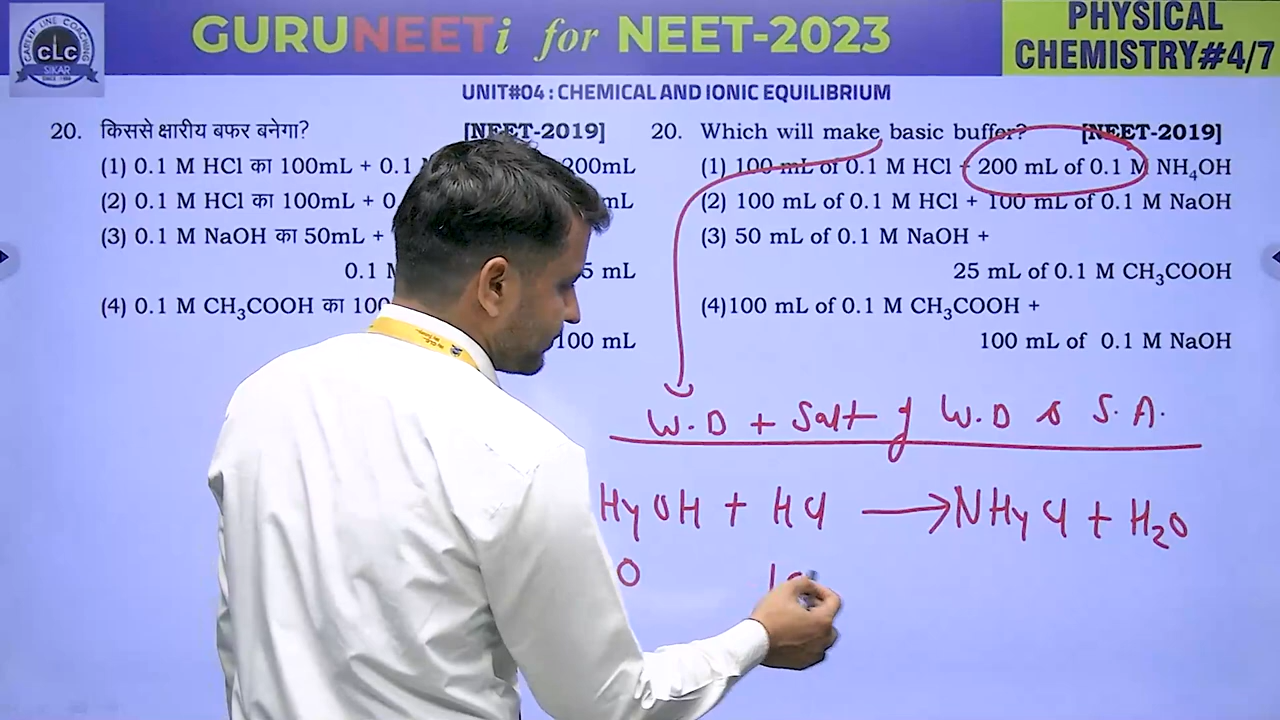 GURUNEETi for NEET-2023
PHYSICAL
CHEMISTRY#4/7
CAREER LINE COACHING
CLC
SIKAR
UNIT#04 : CHEMICAL AND IONIC EQUILIBRIUM
20. किससे क्षारीय बफर बनेगा? [NEET-2019]
(1) 0.1 M HCl का 100mL + 0.1 200mL
(2) 0.1 M HCl का 100mL + mL
(3) 0.1 M NaOH का 50mL +
0.1 5 mL
(4) 0.1 M CH₃COOH का
100 mL
20. Which will make basic buffer? [NEET-2019]
(1) 100 mL of 0.1 M HCl + 200 mL of 0.1 M NH₄OH
(2) 100 mL of 0.1 M HCl + 100 mL of 0.1 M NaOH
(3) 50 mL of 0.1 M NaOH +
25 mL of 0.1 M CH₃COOH
(4) 100 mL of 0.1 M CH₃COOH +
100 mL of 0.1 M NaOH
W.B + Salt of W.B & S.A.
H₄OH + HCl → NH₄Cl + H₂O
0 10